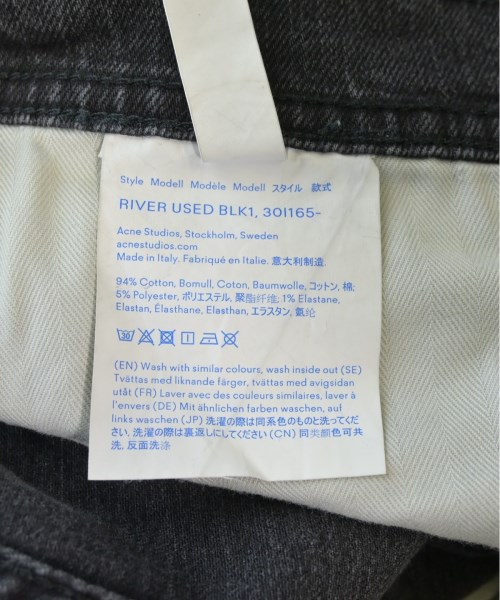 Style Modell Modèle Modell スタイル 款式
RIVER USED BLK1, 30I165-
Acne Studios, Stockholm, Sweden
acnestudios.com
Made in Italy. Fabriqué en Italie. 意大利制造.
94% Cotton, Bomull, Coton, Baumwolle, コットン, 棉;
5% Polyester, ポリエステル, 聚酯纤维; 1% Elastane,
Elastan, Élasthane, Elasthan, エラスタン, 氨纶
30
(EN) Wash with similar colours, wash inside out (SE)
Tvättas med liknande färger, tvättas med avigsidan
utåt (FR) Laver avec des couleurs similaires, laver à
l'envers (DE) Mit ähnlichen farben waschen, auf
links waschen (JP) 洗濯の際は同系色のものと洗ってくだ
さい, 洗濯の際は裏返しにしてください (CN) 同类颜色可共
洗, 反面洗涤